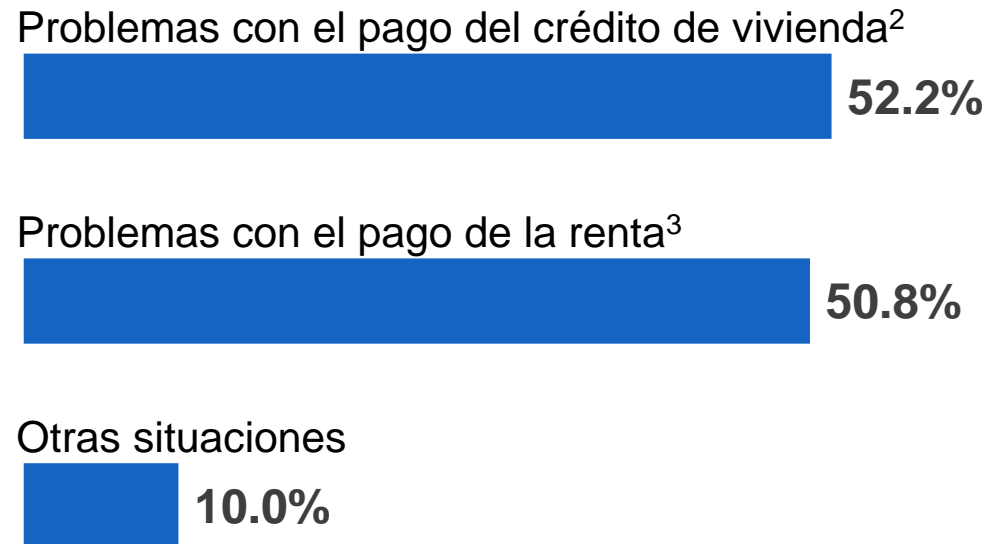 Problemas con el pago del crédito de vivienda²
52.2%
Problemas con el pago de la renta³
50.8%
Otras situaciones
10.0%